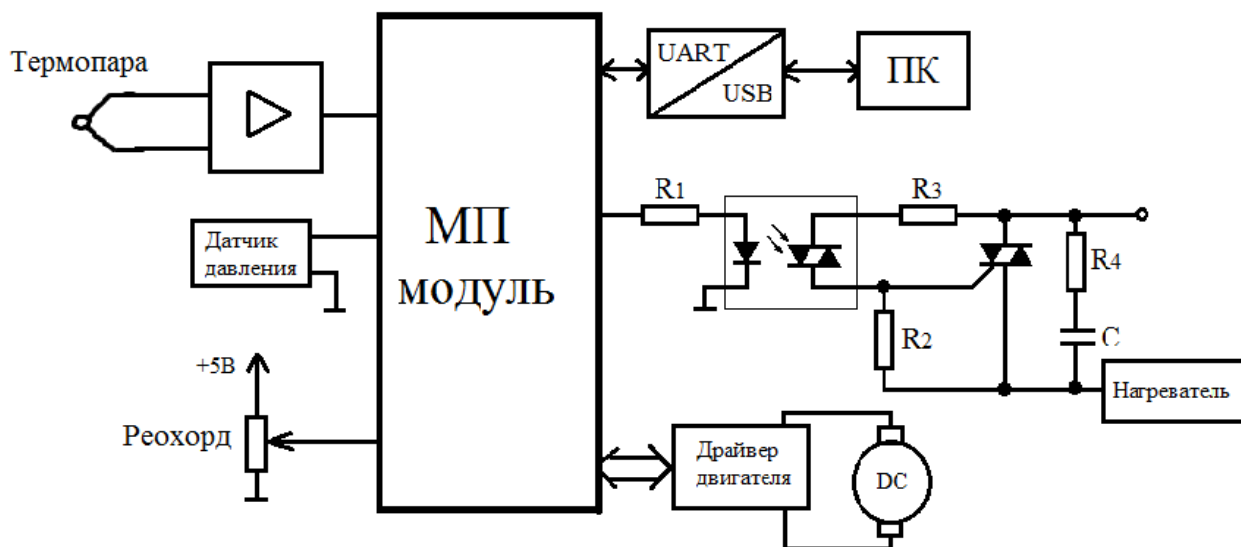 Термопара
UART
USB
ПК
МП
модуль
R1
R3
R4
Датчик
давления
R2
C
Нагреватель
+5В
Реохорд
Драйвер
двигателя
DC